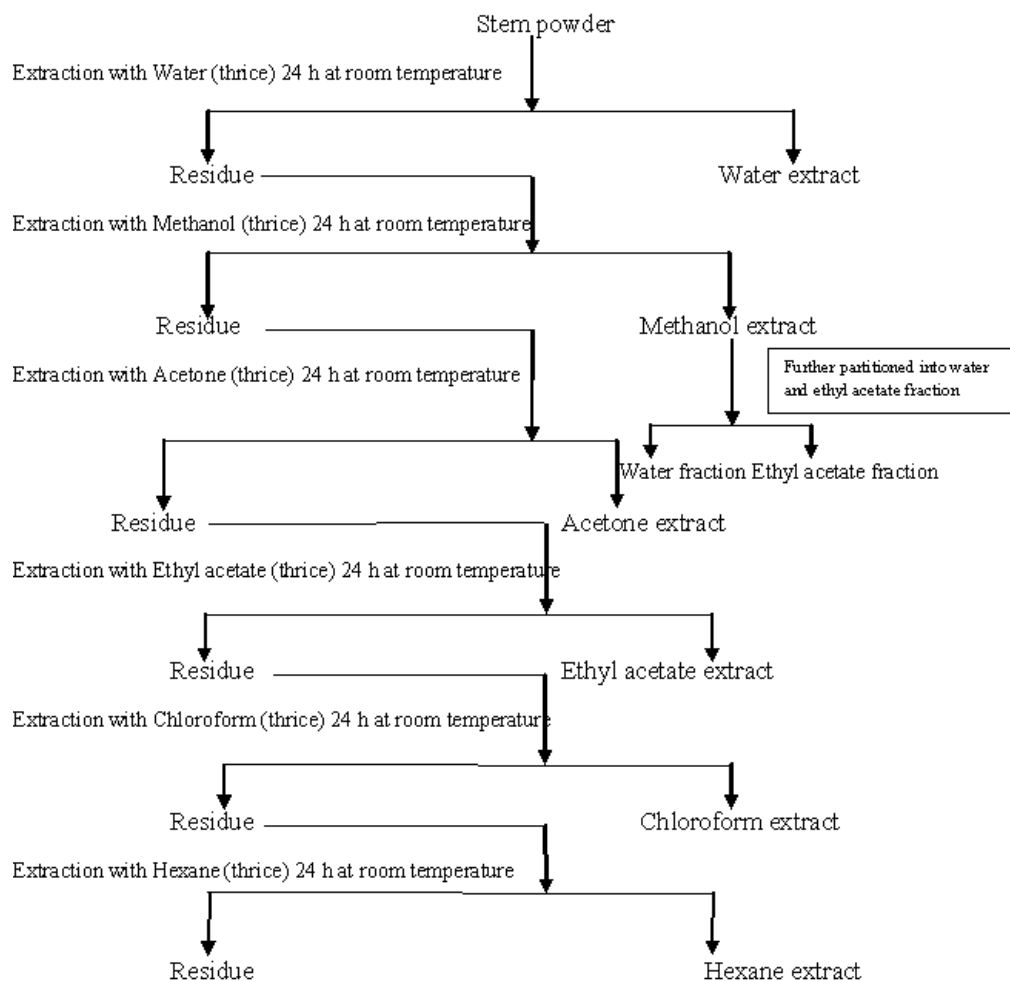 Stem powder
Extraction with Water (thrice) 24 h at room temperature
Residue
Water extract
Extraction with Methanol (thrice) 24 h at room temperature
Residue
Methanol extract
Further partitioned into water
and ethyl acetate fraction
Extraction with Acetone (thrice) 24 h at room temperature
Water fraction
Ethyl acetate fraction
Residue
Acetone extract
Extraction with Ethyl acetate (thrice) 24 h at room temperature
Residue
Ethyl acetate extract
Extraction with Chloroform (thrice) 24 h at room temperature
Residue
Chloroform extract
Extraction with Hexane (thrice) 24 h at room temperature
Residue
Hexane extract